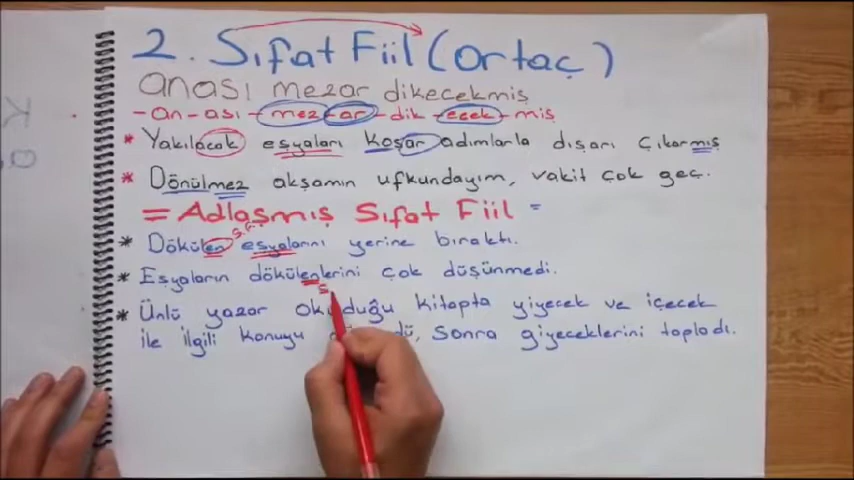 2. Sıfat Fiil (Ortaç)
anası mezar dikecekmiş
-an-ası-mez-ar-dik-ecek-miş
* Yakılacak eşyaları koşar adımlarla dışarı çıkarmış
* Dönülmez akşamın ufkundayım, vakit çok geç.
= Adlaşmış Sıfat Fiil =
S.F.
* Dökülen eşyalarını yerine bıraktı.
* Eşyaların dökülenlerini çok düşünmedi.
S
* Ünlü yazar okuduğu kitapta yiyecek ve içecek
ile ilgili konuyu sonra giyeceklerini topladı.